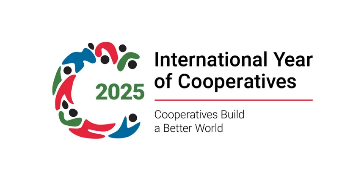 2025
International Year
of Cooperatives
Cooperatives Build
a Better World